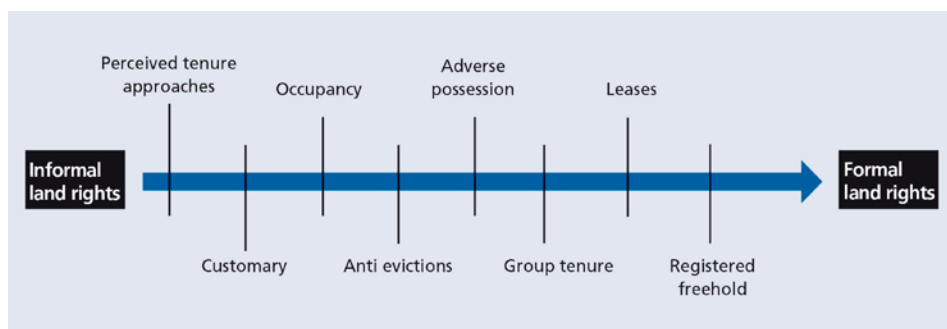 Perceived tenure
approaches
Occupancy
Adverse
possession
Leases
Informal
land rights
Formal
land rights
Customary
Anti evictions
Group tenure
Registered
freehold